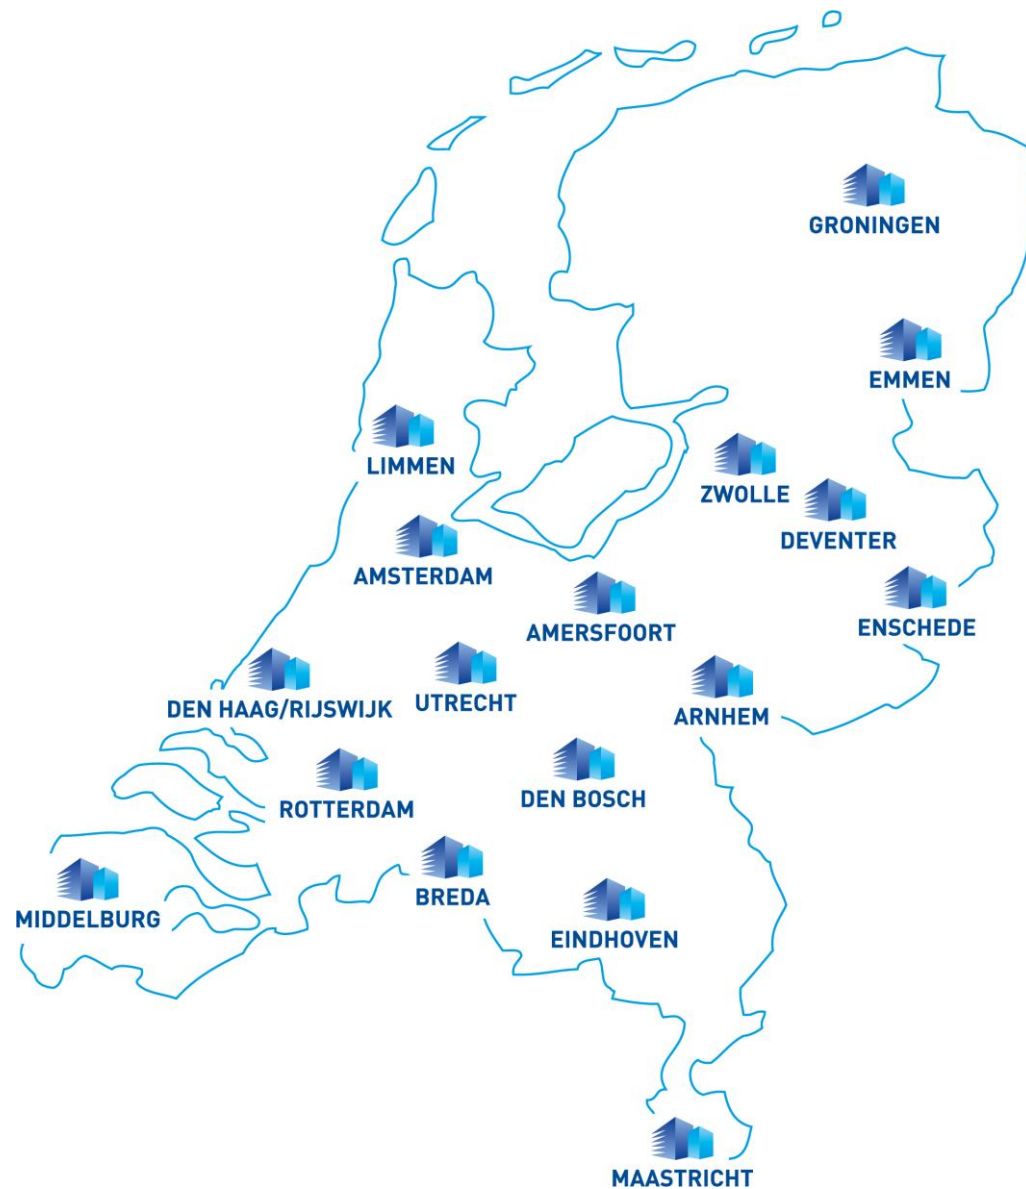 GRONINGEN
EMMEN
LIMMEN
ZWOLLE
DEVENTER
AMSTERDAM
AMERSFOORT
ENSCHEDE
DEN HAAG/RIJSWIJK
UTRECHT
ARNHEM
ROTTERDAM
DEN BOSCH
BREDA
MIDDELBURG
EINDHOVEN
MAASTRICHT